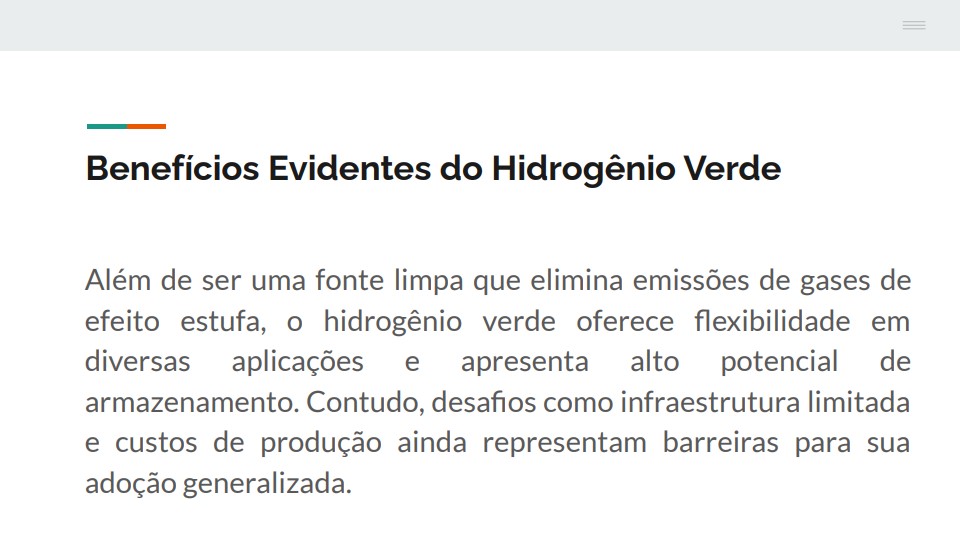 Benefícios Evidentes do Hidrogênio Verde
Além de ser uma fonte limpa que elimina emissões de gases de
efeito estufa, o hidrogênio verde oferece flexibilidade em
diversas aplicações e apresenta alto potencial de
armazenamento. Contudo, desafios como infraestrutura limitada
e custos de produção ainda representam barreiras para sua
adoção generalizada.